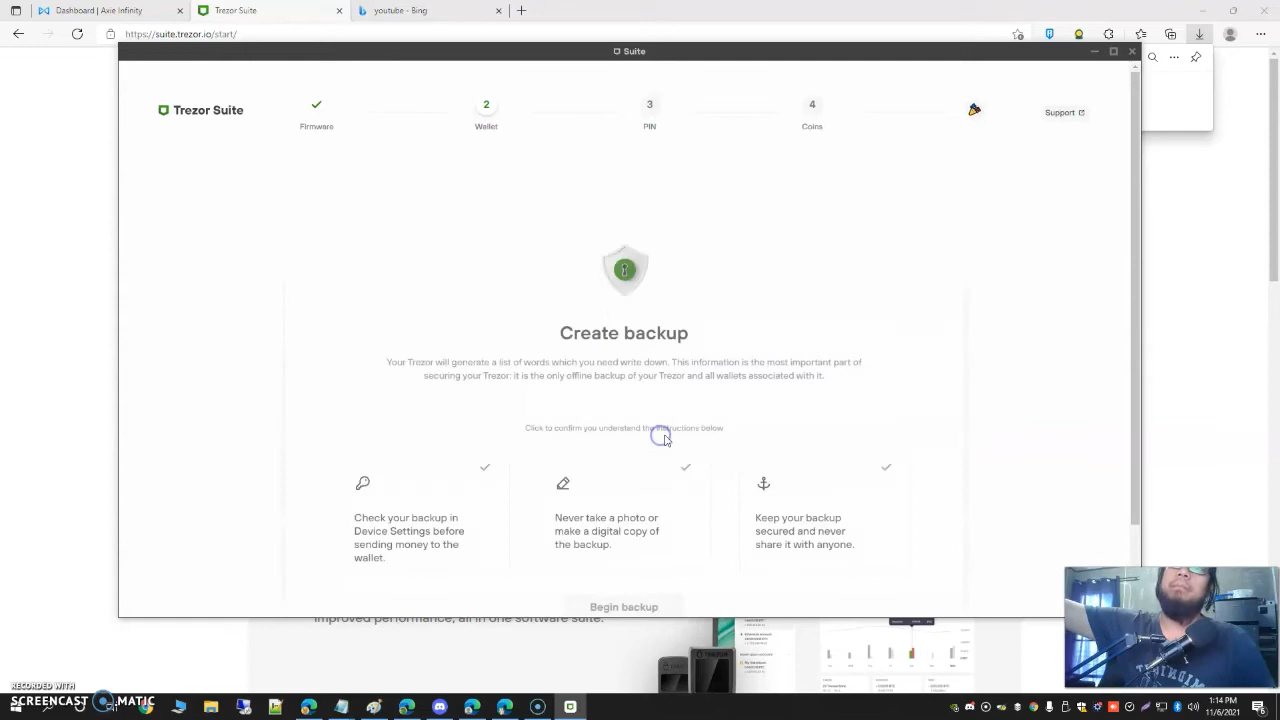 Dashboard | Axie Infinity
Trezor Suite
youtube - Bing
https://suite.trezor.io/start/
Suite
Trezor Suite
2
3
4
Support
Firmware
Wallet
PIN
Coins
Create backup
Your Trezor will generate a list of words which you need write down. This information is the most important part of
securing your Trezor: it is the only offline backup of your Trezor and all wallets associated with it.
Click to confirm you understand the instructions below
Check your backup in
Device Settings before
sending money to the
wallet.
Never take a photo or
make a digital copy of
the backup.
Keep your backup
secured and never
share it with anyone.
Begin backup
improved performance, all in one software suite.
TREZOR
RECORDED WITH
SCREENCAST MATIC
1:14 PM